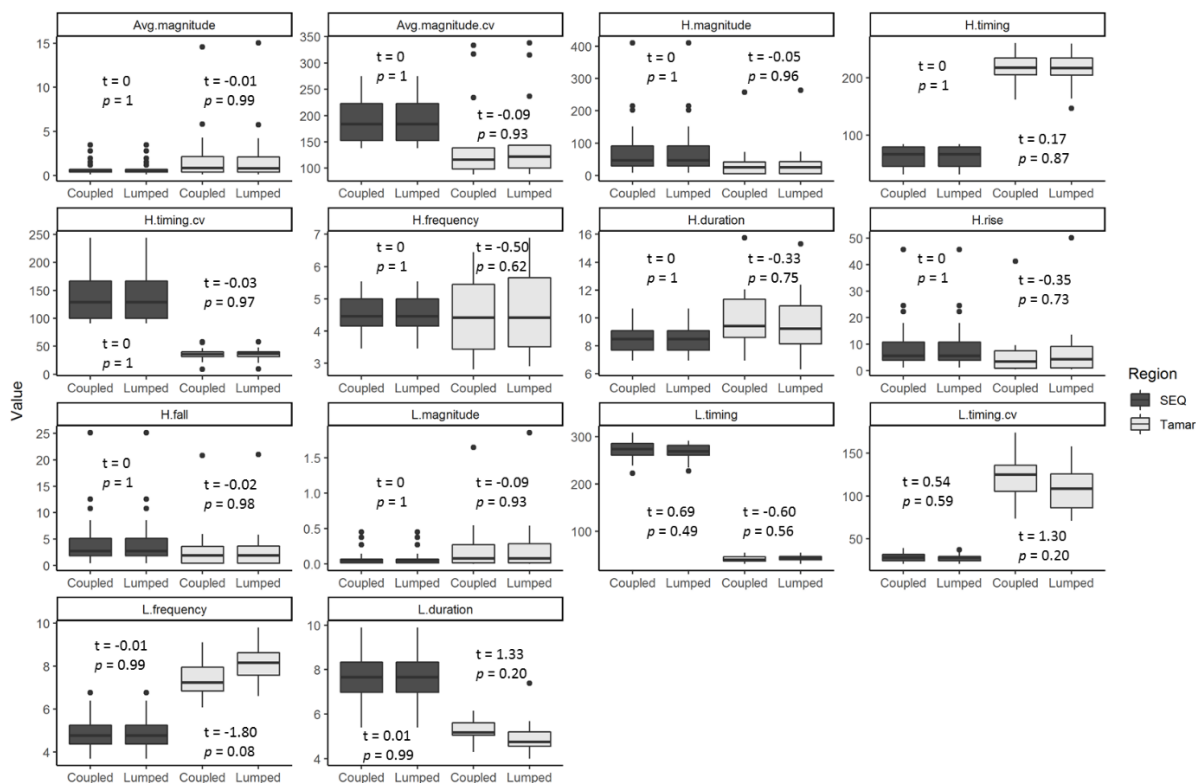 Avg.magnitude
15
10
5
0
t = 0
p = 1
t = -0.01
p = 0.99
Coupled Lumped Coupled Lumped
Avg.magnitude.cv
350
300
250
200
150
100
t = 0
p = 1
t = -0.09
p = 0.93
Coupled Lumped Coupled Lumped
H.magnitude
400
300
200
100
0
t = 0
p = 1
t = -0.05
p = 0.96
Coupled Lumped Coupled Lumped
H.timing
200
100
t = 0
p = 1
t = 0.17
p = 0.87
Coupled Lumped Coupled Lumped
H.timing.cv
250
200
150
100
50
0
t = 0
p = 1
t = -0.03
p = 0.97
Coupled Lumped Coupled Lumped
H.frequency
7
6
5
4
3
t = 0
p = 1
t = -0.50
p = 0.62
Coupled Lumped Coupled Lumped
H.duration
16
14
12
10
8
6
t = 0
p = 1
t = -0.33
p = 0.75
Coupled Lumped Coupled Lumped
H.rise
50
40
30
20
10
0
t = 0
p = 1
t = -0.35
p = 0.73
Coupled Lumped Coupled Lumped
Value
Region
SEQ
Tamar
H.fall
25
20
15
10
5
0
t = 0
p = 1
t = -0.02
p = 0.98
Coupled Lumped Coupled Lumped
L.magnitude
1.5
1.0
0.5
0.0
t = 0
p = 1
t = -0.09
p = 0.93
Coupled Lumped Coupled Lumped
L.timing
300
200
100
t = 0.69
p = 0.49
t = -0.60
p = 0.56
Coupled Lumped Coupled Lumped
L.timing.cv
150
100
50
t = 0.54
p = 0.59
t = 1.30
p = 0.20
Coupled Lumped Coupled Lumped
L.frequency
10
8
6
4
t = -0.01
p = 0.99
t = -1.80
p = 0.08
Coupled Lumped Coupled Lumped
L.duration
10
8
6
4
t = 1.33
p = 0.20
t = 0.01
p = 0.99
Coupled Lumped Coupled Lumped